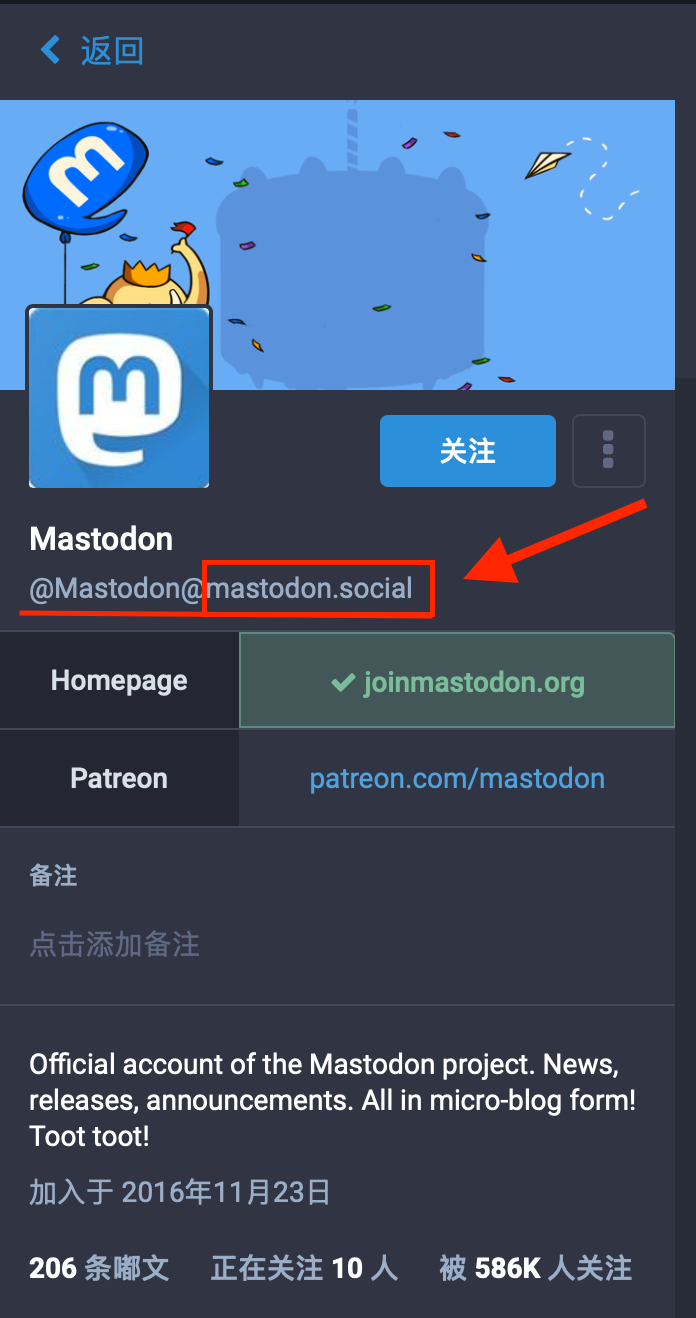 返回
关注
Mastodon
@Mastodon@mastodon.social
Homepage
joinmastodon.org
Patreon
patreon.com/mastodon
备注
点击添加备注
Official account of the Mastodon project. News,
releases, announcements. All in micro-blog form!
Toot toot!
加入于 2016年11月23日
206 条嘟文 正在关注 10 人 被 586K 人关注